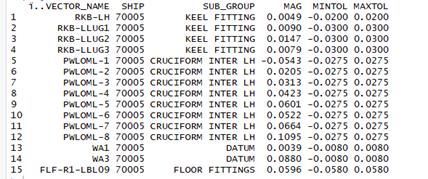 i..VECTOR_NAME SHIP SUB_GROUP MAG MINTOL MAXTOL
1 RKB-LH 70005 KEEL FITTING 0.0049 -0.0200 0.0200
2 RKB-LLUG1 70005 KEEL FITTING 0.0090 -0.0300 0.0300
3 RKB-LLUG2 70005 KEEL FITTING 0.0147 -0.0300 0.0300
4 RKB-LLUG3 70005 KEEL FITTING 0.0079 -0.0300 0.0300
5 PWLOML-1 70005 CRUCIFORM INTER LH -0.0543 -0.0275 0.0275
6 PWLOML-2 70005 CRUCIFORM INTER LH 0.0205 -0.0275 0.0275
7 PWLOML-3 70005 CRUCIFORM INTER LH 0.0313 -0.0275 0.0275
8 PWLOML-4 70005 CRUCIFORM INTER LH 0.0423 -0.0275 0.0275
9 PWLOML-5 70005 CRUCIFORM INTER LH 0.0601 -0.0275 0.0275
10 PWLOML-6 70005 CRUCIFORM INTER LH 0.0522 -0.0275 0.0275
11 PWLOML-7 70005 CRUCIFORM INTER LH 0.0664 -0.0275 0.0275
12 PWLOML-8 70005 CRUCIFORM INTER LH 0.1095 -0.0275 0.0275
13 WA1 70005 DATUM 0.0039 -0.0080 0.0080
14 WA3 70005 DATUM 0.0880 -0.0080 0.0080
15 FLF-R1-LBL09 70005 FLOOR FITTINGS 0.0596 -0.0580 0.0580